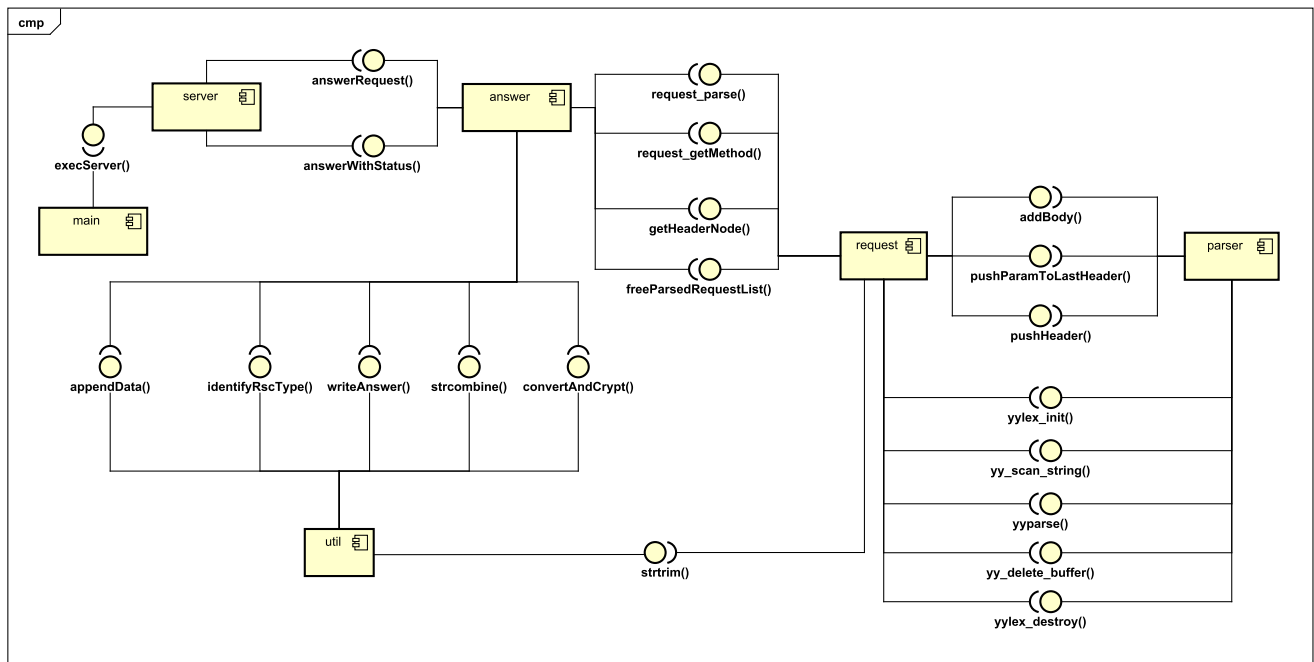 cmp
server
answerRequest()
answer
request_parse()
execServer()
answerWithStatus()
request_getMethod()
main
getHeaderNode()
addBody()
request
parser
freeParsedRequestList()
pushParamToLastHeader()
pushHeader()
appendData()
identifyRscType()
writeAnswer()
strcombine()
convertAndCrypt()
yylex_init()
yy_scan_string()
yyparse()
util
strtrim()
yy_delete_buffer()
yylex_destroy()